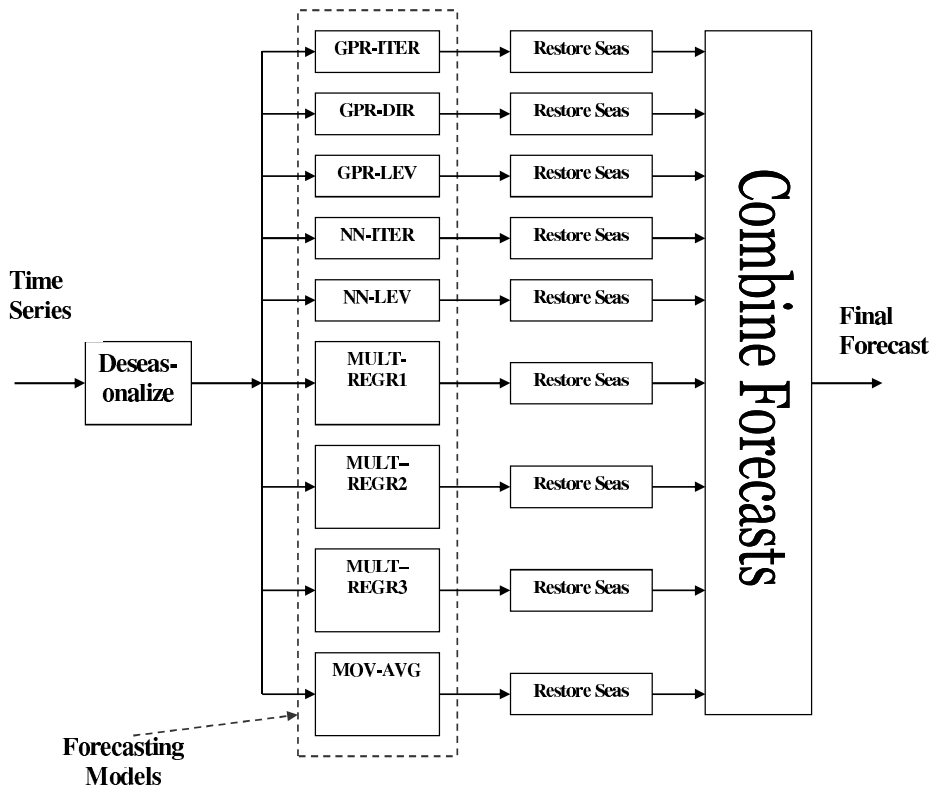 Time
Series
Deseas-
onalize
GPR-ITER
Restore Seas
GPR-DIR
Restore Seas
GPR-LEV
Restore Seas
NN-ITER
Restore Seas
NN-LEV
Restore Seas
MULT-
REGR1
Restore Seas
MULT–
REGR2
Restore Seas
MULT–
REGR3
Restore Seas
MOV-AVG
Restore Seas
Forecasting
Models
Combine Forecasts
Final
Forecast